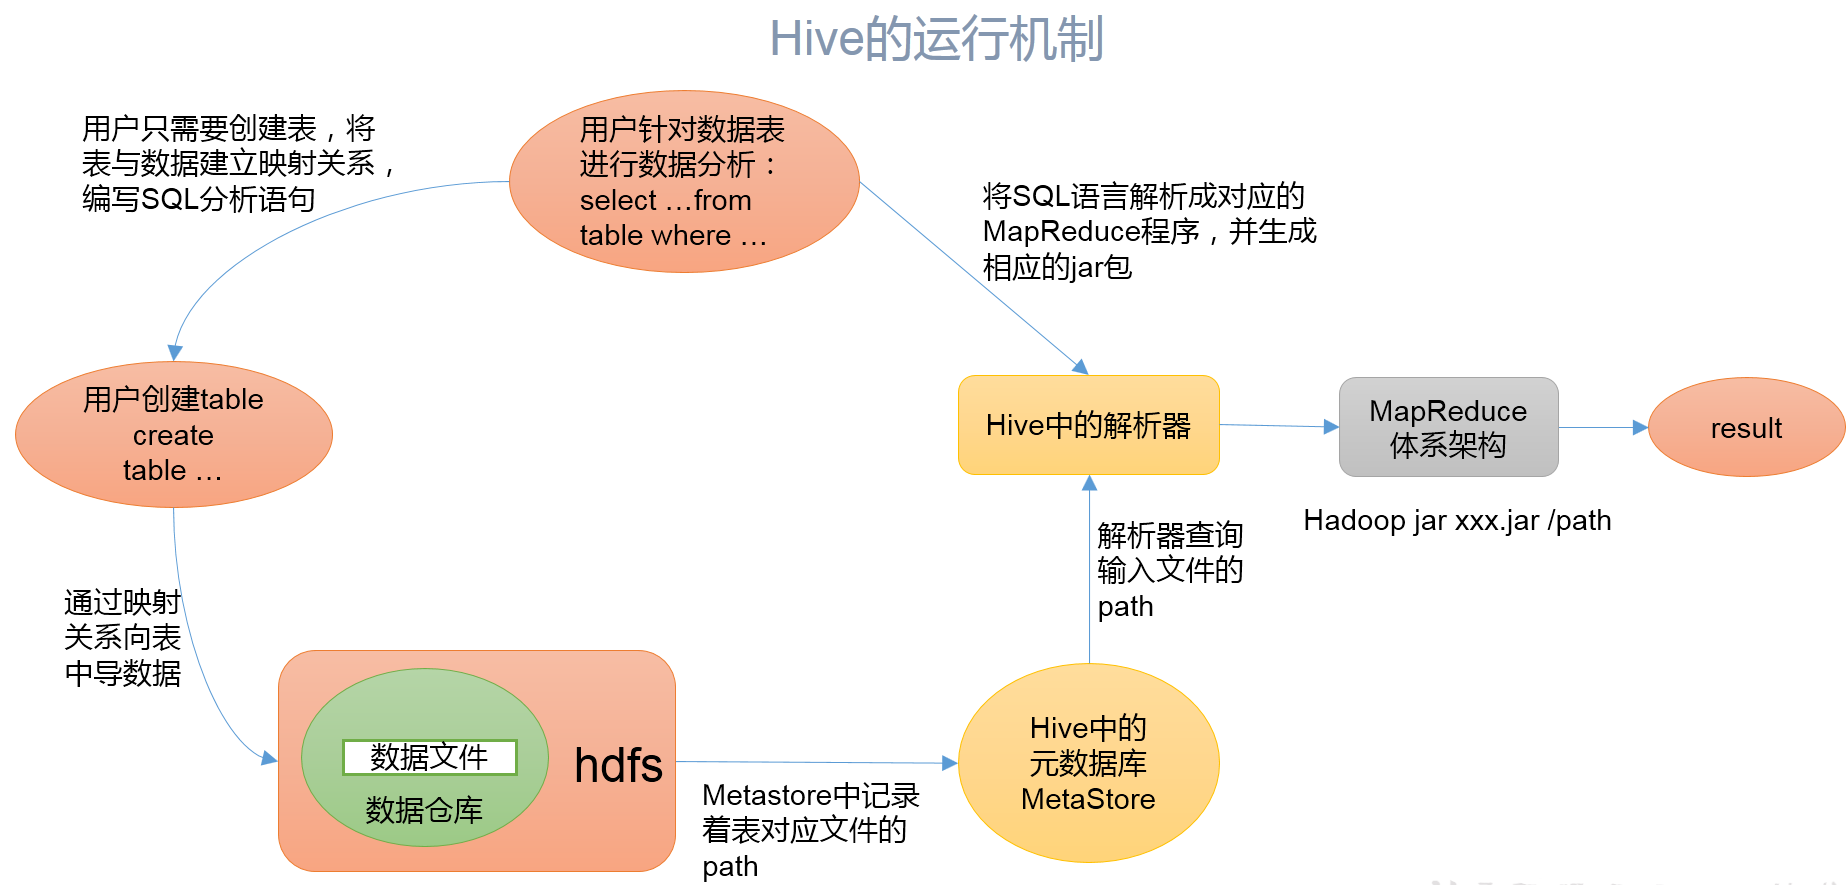 Hive的运行机制
用户只需要创建表，将
表与数据建立映射关系，
编写SQL分析语句
用户针对数据表
进行数据分析：
select …from
table where …
将SQL语言解析成对应的
MapReduce程序，并生成
相应的jar包
用户创建table
create
table …
Hive中的解析器
MapReduce
体系架构
result
Hadoop jar xxx.jar /path
解析器查询
输入文件的
path
通过映射
关系向表
中导数据
数据文件
数据仓库
hdfs
Metastore中记录
着表对应文件的
path
Hive中的
元数据库
MetaStore